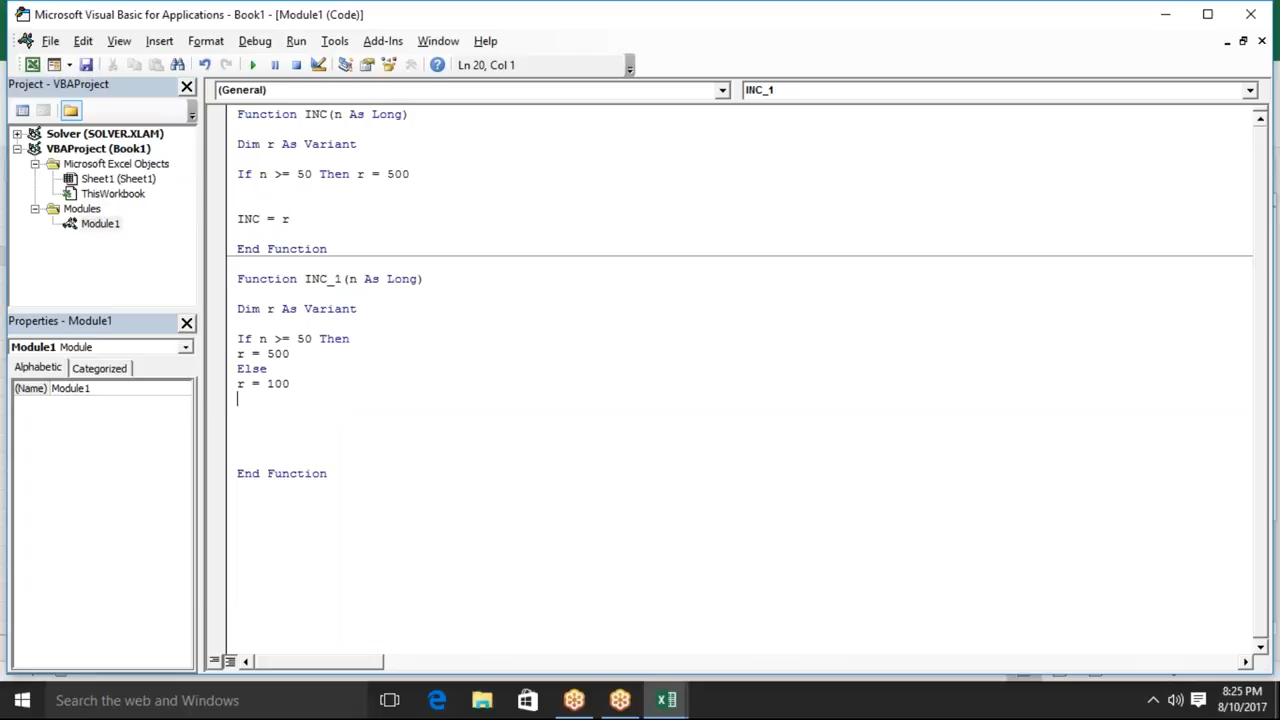 Microsoft Visual Basic for Applications - Book1 - [Module1 (Code)]
File Edit View Insert Format Debug Run Tools Add-Ins Window Help
Ln 20, Col 1
Project - VBAProject
(General)
INC_1
Solver (SOLVER.XLAM)
VBAProject (Book1)
Microsoft Excel Objects
Sheet1 (Sheet1)
ThisWorkbook
Modules
Module1
Properties - Module1
Module1 Module
Alphabetic Categorized
(Name) Module1
Function INC(n As Long)
Dim r As Variant
If n >= 50 Then r = 500
INC = r
End Function
Function INC_1(n As Long)
Dim r As Variant
If n >= 50 Then
r = 500
Else
r = 100
End Function
Search the web and Windows
8:25 PM
8/10/2017